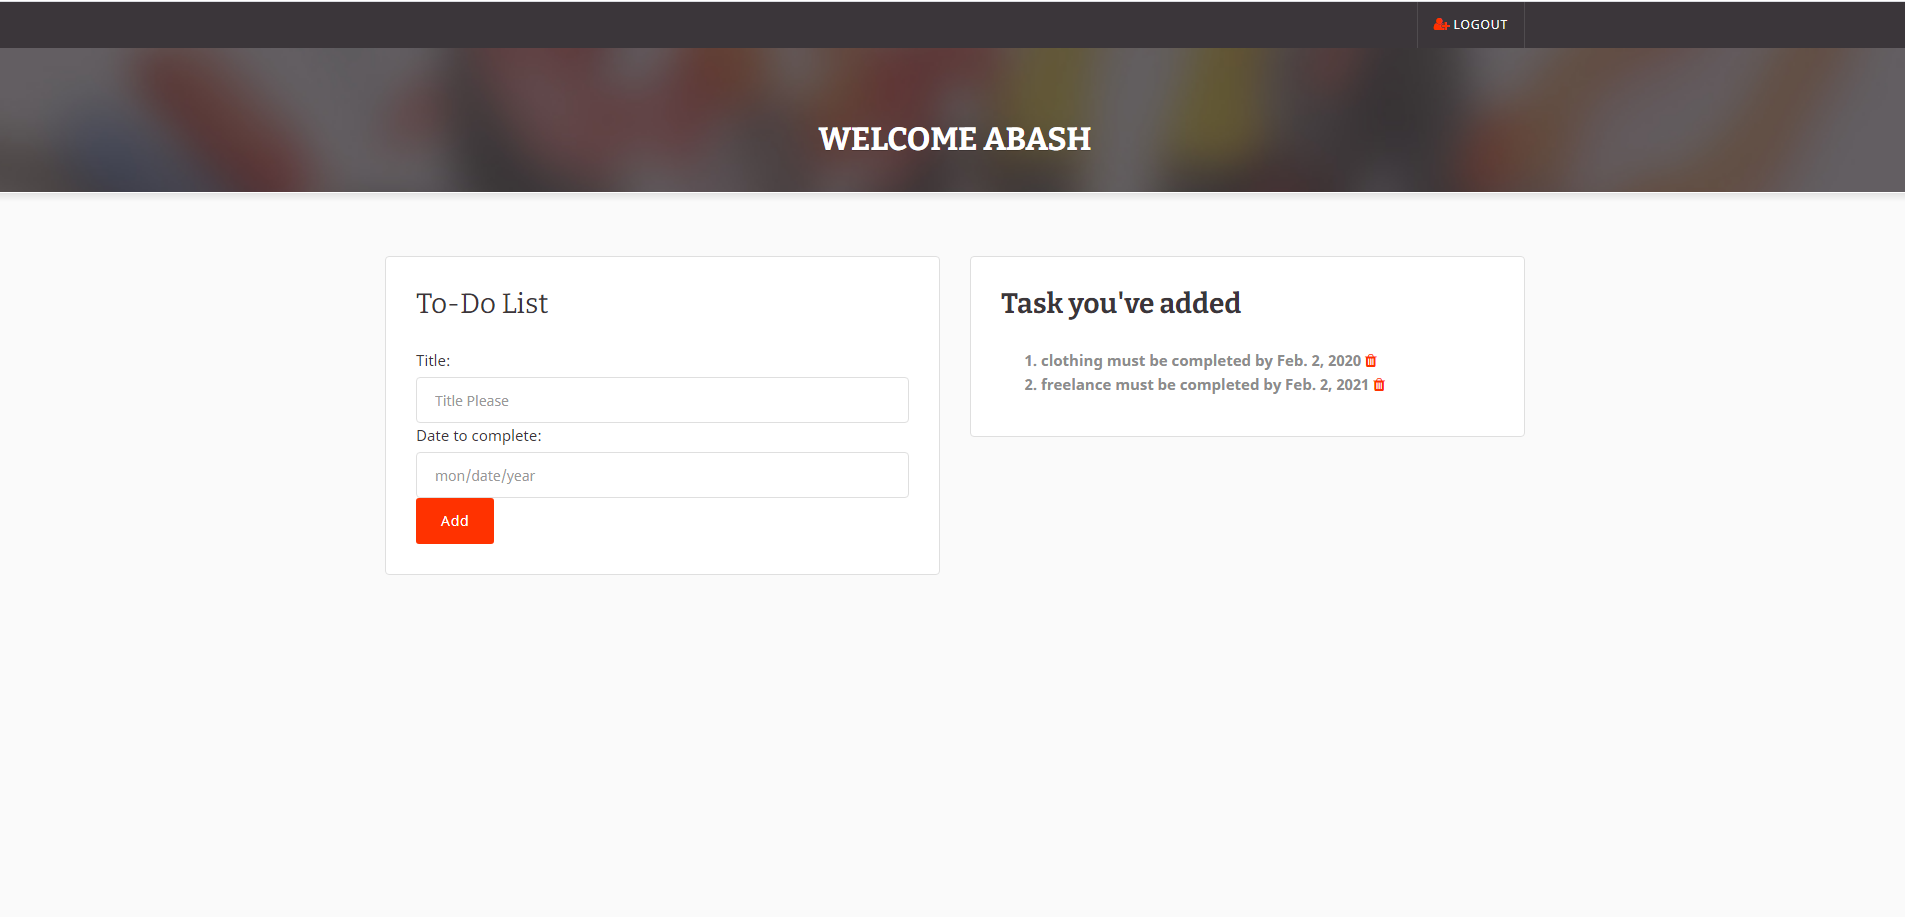 LOGOUT
WELCOME ABASH
To-Do List
Title:
Title Please
Date to complete:
mon/date/year
Add
Task you've added
1. clothing must be completed by Feb. 2, 2020
2. freelance must be completed by Feb. 2, 2021